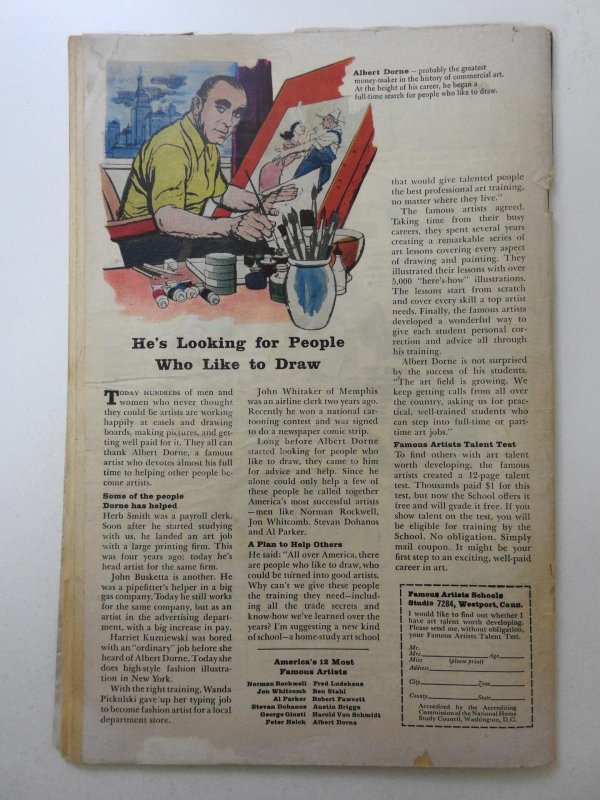 Albert Dorne — probably the greatest
money-maker in the history of commercial art.
At the height of his career, he began a
full-time search for people who like to draw.
He's Looking for People
Who Like to Draw
TODAY HUNDREDS of men and
women who never thought
they could be artists are working
happily at easels and drawing
boards, making pictures, and get-
ting well paid for it. They all can
thank Albert Dorne, a famous
artist who devotes almost his full
time to helping other people be-
come artists.
Some of the people
Dorne has helped
Herb Smith was a payroll clerk.
Soon after he started studying
with us, he landed an art job
with a large printing firm. This
was four years ago; today he's
head artist for the same firm.
John Busketta is another. He
was a pipefitter's helper in a big
gas company. Today he still works
for the same company, but as an
artist in the advertising depart-
ment, with a big increase in pay.
Harriet Kuzniewski was bored
with an "ordinary" job before she
heard of Albert Dorne. Today she
does high-fashion fashion illustra-
tion in New York.
With the right training, Wanda
Pickulski gave up her typing job
to become fashion artist for a local
department store.
John Whitaker of Memphis
was an airline clerk two years ago.
Recently he won a national car-
tooning contest and was signed
to do a newspaper comic strip.
Long before Albert Dorne
started looking for people who
like to draw, they came to him
for advice and help. Since he
alone could only help a few of
these people he called together
America's most successful artists
—men like Norman Rockwell,
Jon Whitcomb, Stevan Dohanos
and Al Parker.
A Plan to Help Others
He said: "All over America, there
are people who like to draw, who
could be turned into good artists.
Why can't we give these people
the training they need—includ-
ing all the trade secrets and
know-how we've learned over the
years? I'm suggesting a new kind
of school—a home-study art school
America's 12 Most
Famous Artists
Norman Rockwell
Jon Whitcomb
Al Parker
Stevan Dohanos
George Giusti
Peter Helck
Fred Ludekens
Ben Stahl
Robert Fawcett
Austin Briggs
Harold Von Schmidt
Albert Dorne
that would give talented people
the best professional art training,
no matter where they live."
The famous artists agreed.
Taking time from their busy
careers, they spent several years
creating a remarkable series of
art lessons covering every aspect
of drawing and painting. They
illustrated their lessons with over
5,000 "here's-how" illustrations.
The lessons start from scratch
and cover every skill a top artist
needs. Finally, the famous artists
developed a wonderful way to
give each student personal cor-
rection and advice all through
his training.
Albert Dorne is not surprised
by the success of his students.
"The art field is growing. We
keep getting calls from all over
the country, asking us for prac-
tical, well-trained students who
can step into full-time or part-
time art jobs."
Famous Artists Talent Test
To find others with art talent
worth developing, the famous
artists created a 12-page talent
test. Thousands paid $1 for this
test, but now the School offers it
free and will grade it free. If you
show talent on the test, you will
be eligible for training by the
School. No obligation. Simply
mail coupon. It might be your
first step to an exciting, well-paid
career in art.
Famous Artists Schools
Studio 7284, Westport, Conn.
I would like to find out whether I
have art talent worth developing.
Please send me, without obligation,
your Famous Artists Talent Test.
Mr.
Mrs. Age
Miss (please print)
Address
City Zone
County State
Accredited by the Accrediting
Commission of the National Home
Study Council, Washington, D.C.